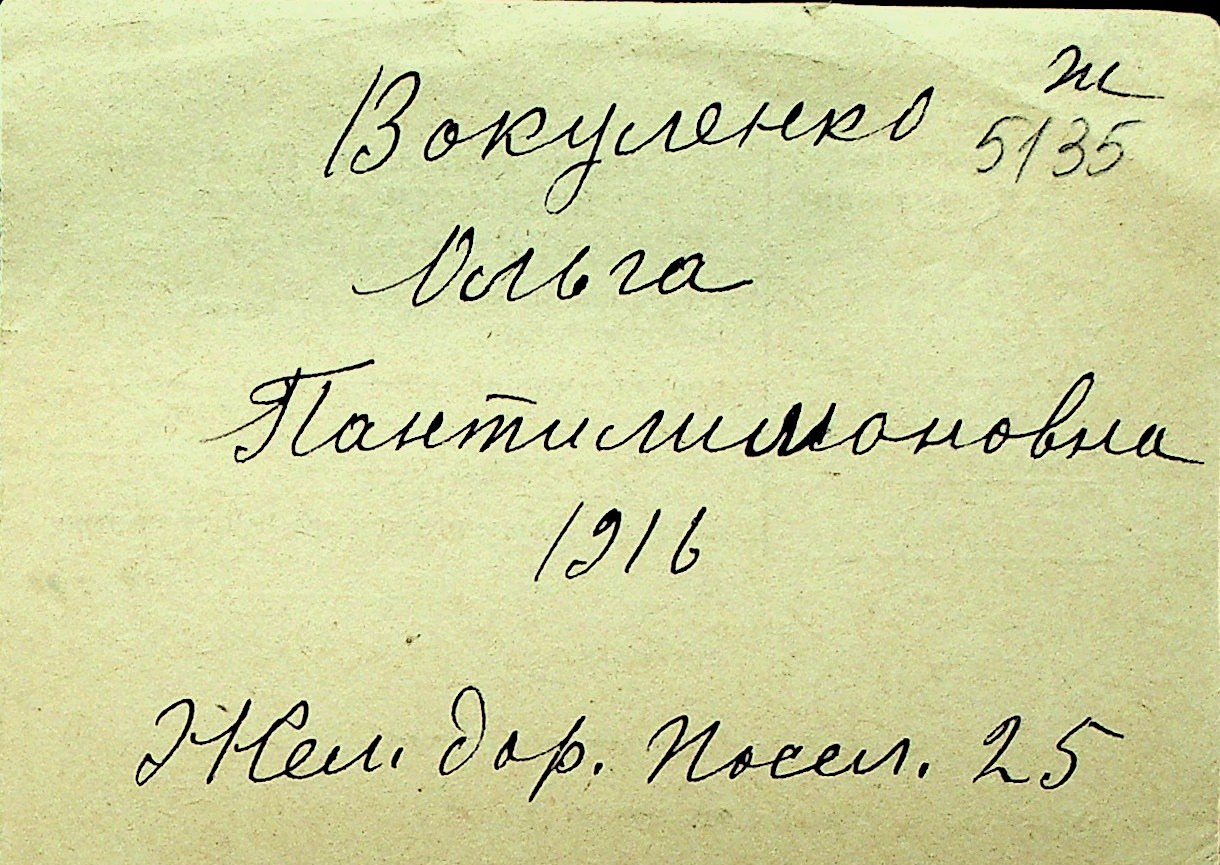 Вокуленко ж
5135
Ольга
Пантилимоновна
1916
Жел. дор. посел. 25